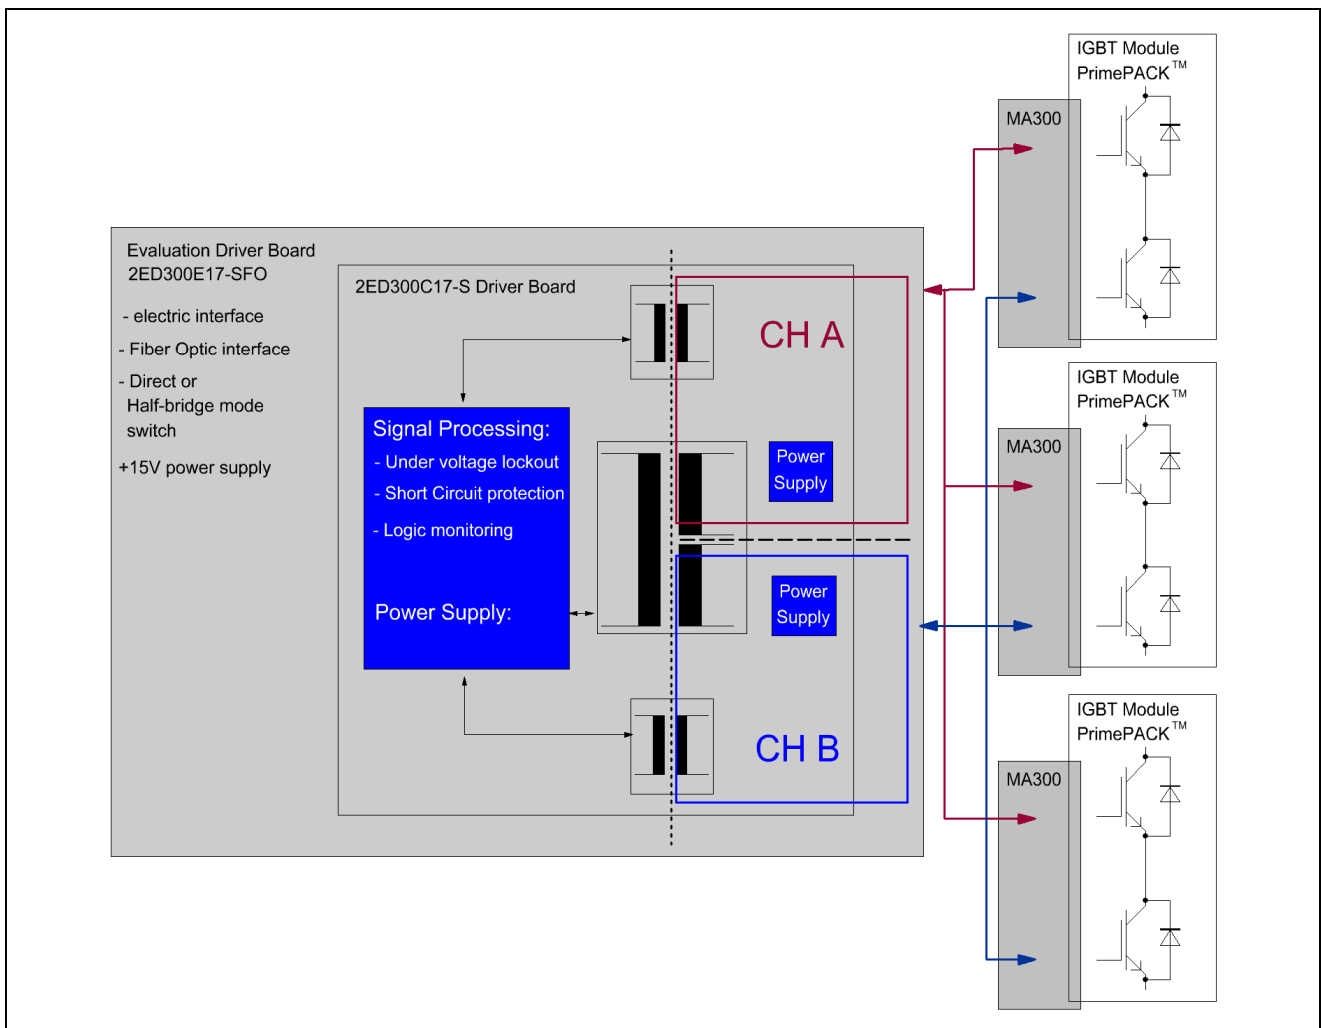 Evaluation Driver Board
2ED300E17-SFO
- electric interface
- Fiber Optic interface
- Direct or
Half-bridge mode
switch
+15V power supply
2ED300C17-S Driver Board
Signal Processing:
- Under voltage lockout
- Short Circuit protection
- Logic monitoring
Power Supply:
CH A
Power
Supply
Power
Supply
CH B
IGBT Module
PrimePACK™
MA300
IGBT Module
PrimePACK™
MA300
IGBT Module
PrimePACK™
MA300